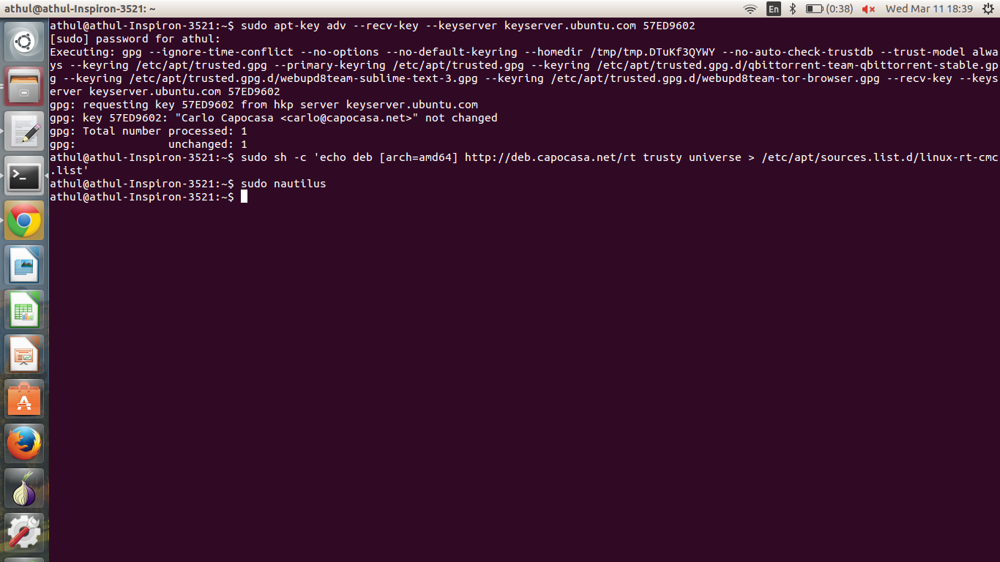 athul@athul-Inspiron-3521: ~
En
(0:38)
Wed Mar 11 18:39
athul@athul-Inspiron-3521:~$ sudo apt-key adv --recv-key --keyserver keyserver.ubuntu.com 57ED9602
[sudo] password for athul:
Executing: gpg --ignore-time-conflict --no-options --no-default-keyring --homedir /tmp/tmp.DTuKf3QYWY --no-auto-check-trustdb --trust-model alwa
ys --keyring /etc/apt/trusted.gpg --primary-keyring /etc/apt/trusted.gpg --keyring /etc/apt/trusted.gpg.d/qbittorrent-team-qbittorrent-stable.gp
g --keyring /etc/apt/trusted.gpg.d/webupd8team-sublime-text-3.gpg --keyring /etc/apt/trusted.gpg.d/webupd8team-tor-browser.gpg --recv-key --keys
erver keyserver.ubuntu.com 57ED9602
gpg: requesting key 57ED9602 from hkp server keyserver.ubuntu.com
gpg: key 57ED9602: "Carlo Capocasa <carlo@capocasa.net>" not changed
gpg: Total number processed: 1
gpg:              unchanged: 1
athul@athul-Inspiron-3521:~$ sudo sh -c 'echo deb [arch=amd64] http://deb.capocasa.net/rt trusty universe > /etc/apt/sources.list.d/linux-rt-cmc
.list'
athul@athul-Inspiron-3521:~$ sudo nautilus
athul@athul-Inspiron-3521:~$